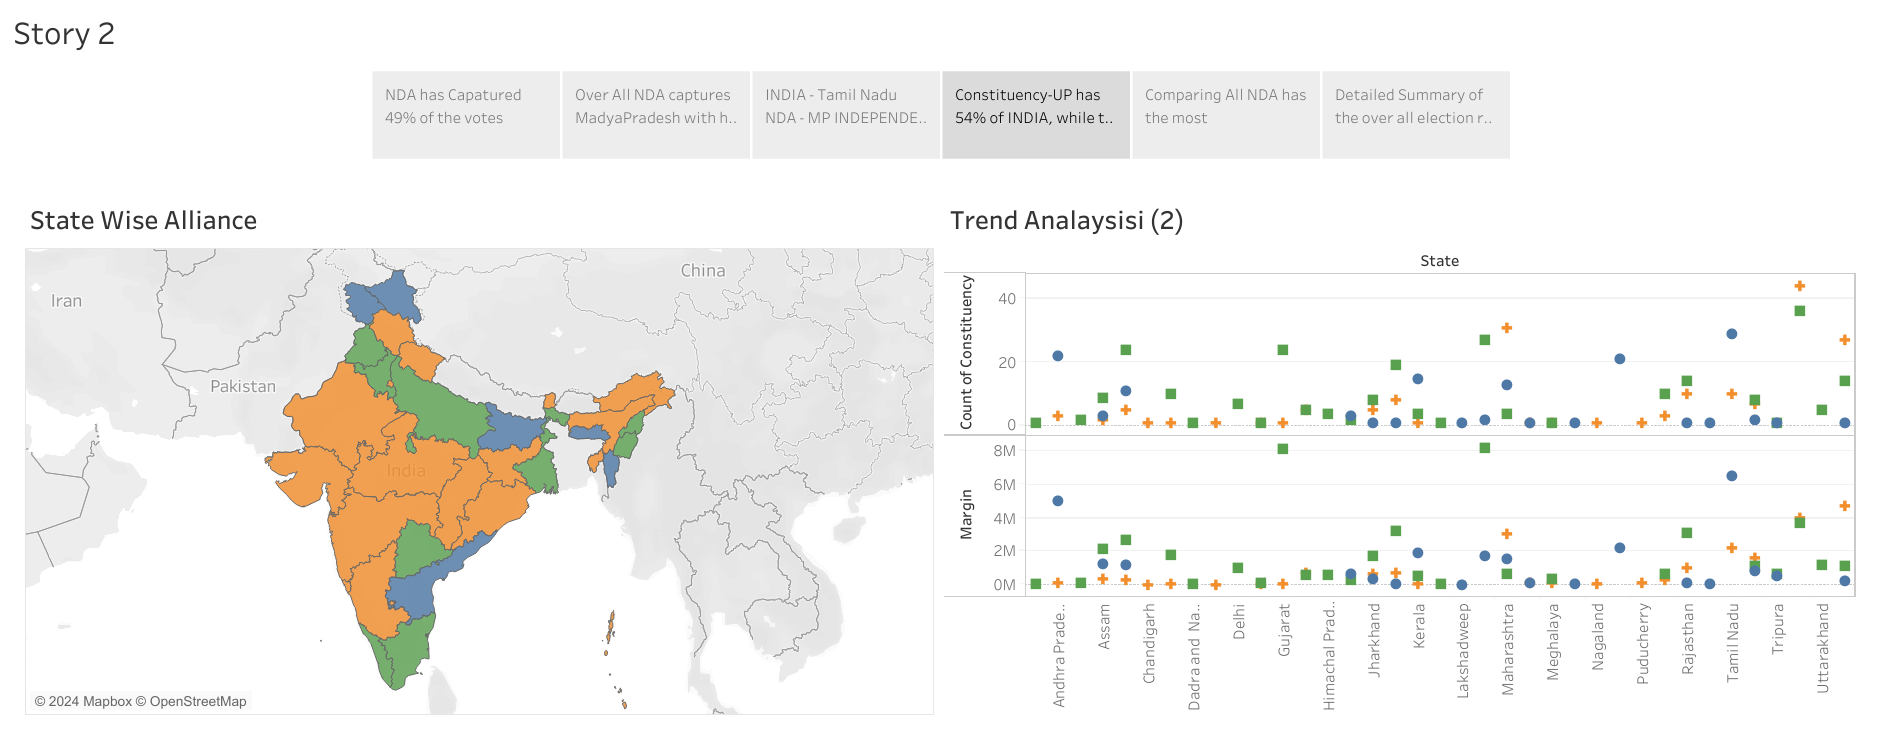 Story 2
NDA has Capatured
49% of the votes
Over All NDA captures
MadyaPradesh with h..
INDIA - Tamil Nadu
NDA - MP INDEPENDE..
Constituency-UP has
54% of INDIA, while t..
Comparing All NDA has
the most
Detailed Summary of
the over all election r..
State Wise Alliance
Iran
China
Pakistan
India
© 2024 Mapbox © OpenStreetMap
Trend Analaysisi (2)
State
Count of Constituency
40
20
0
Margin
8M
6M
4M
2M
0M
Andhra Prade..
Assam
Chandigarh
Dadra and Na..
Delhi
Gujarat
Himachal Prad..
Jharkhand
Kerala
Lakshadweep
Maharashtra
Meghalaya
Nagaland
Puducherry
Rajasthan
Tamil Nadu
Tripura
Uttarakhand